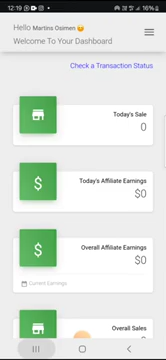 12:19
16%
Hello Martins Osimen 😊
Welcome To Your Dashboard
Check a Transaction Status
Today's Sale
0
Today's Affiliate Earnings
$0
Overall Affiliate Earnings
$0
Current Earnings
Overall Sales